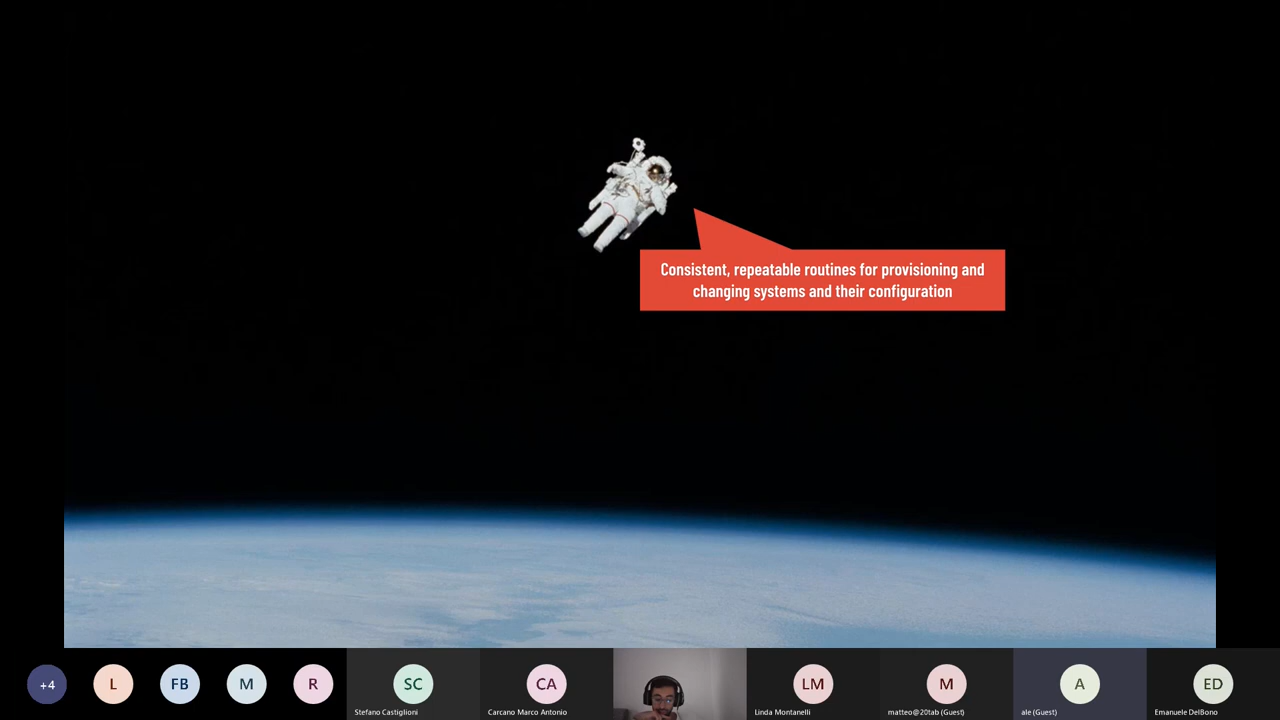 Consistent, repeatable routines for provisioning and
changing systems and their configuration
+4
L
FB
M
R
SC
Stefano Castiglioni
CA
Carcano Marco Antonio
LM
Linda Montanelli
M
matteo@20tab (Guest)
A
ale (Guest)
ED
Emanuele DelBono